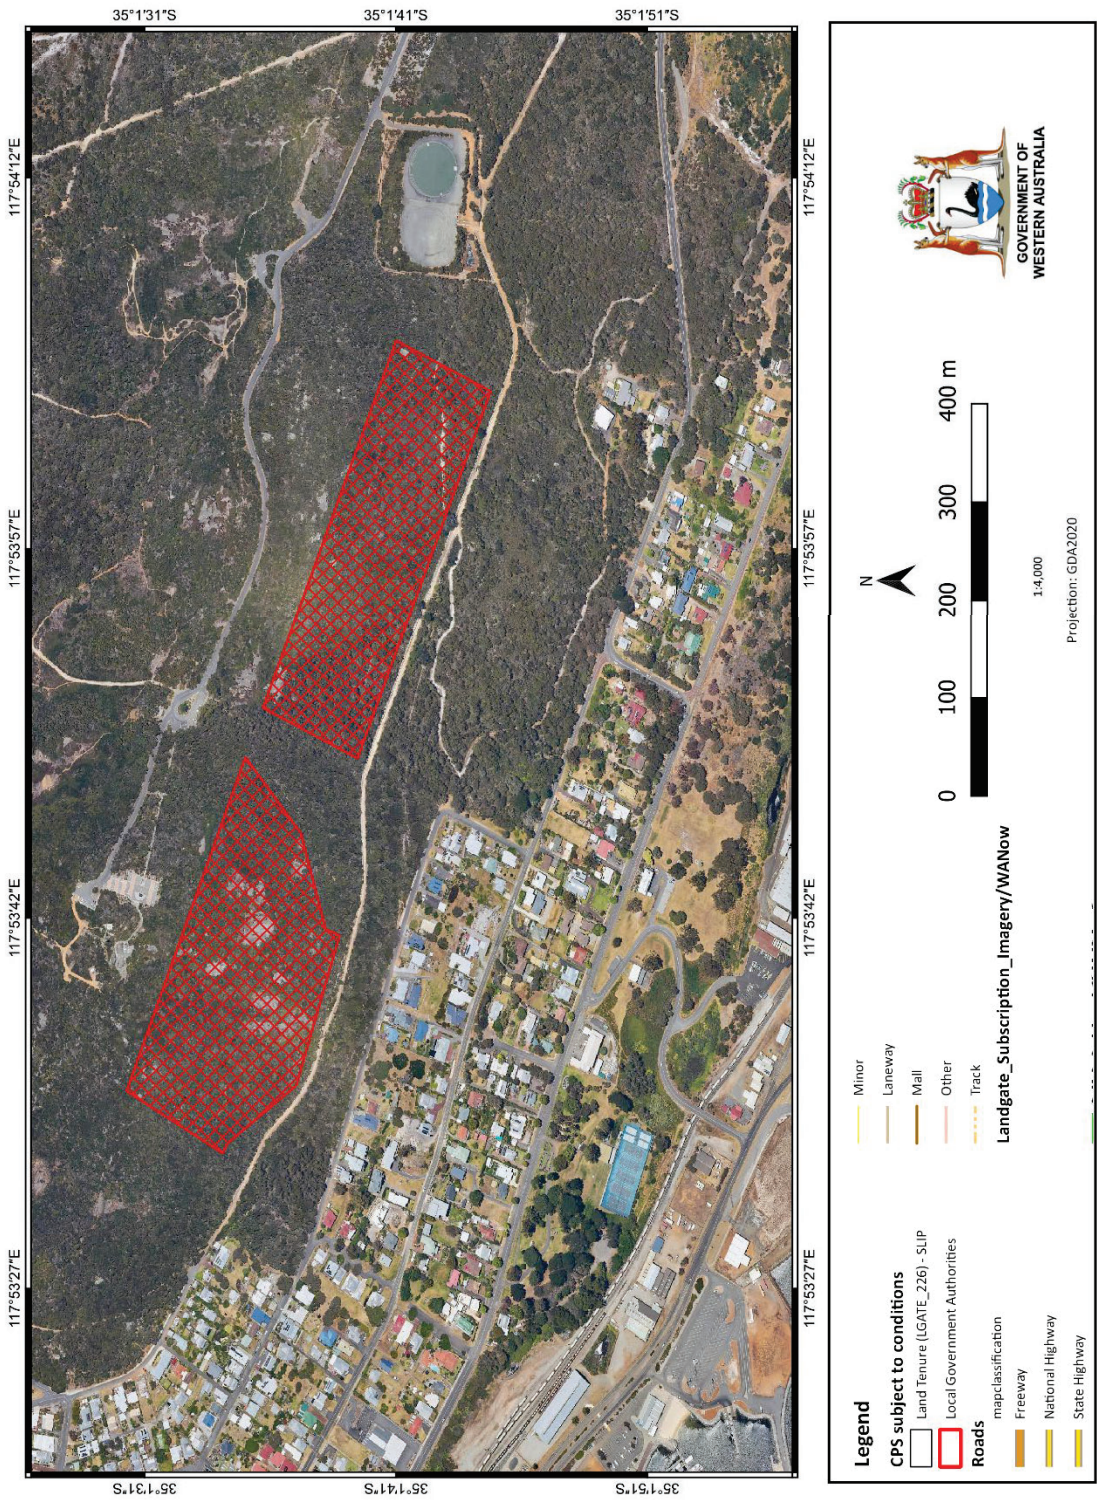 35°1'31"S
35°1'41"S
35°1'51"S
117°54'12"E
117°54'12"E
117°53'57"E
117°53'57"E
117°53'42"E
117°53'42"E
117°53'27"E
117°53'27"E
35°1'31"S
35°1'41"S
35°1'51"S
Legend
CPS subject to conditions
Land Tenure (LGATE_226) - SLIP
Local Government Authorities
Roads
mapclassification
Freeway
National Highway
State Highway
Minor
Laneway
Mall
Other
Track
Landgate_Subscription_Imagery/WANow
N
0 100 200 300 400 m
1:4,000
Projection: GDA2020
GOVERNMENT OF
WESTERN AUSTRALIA